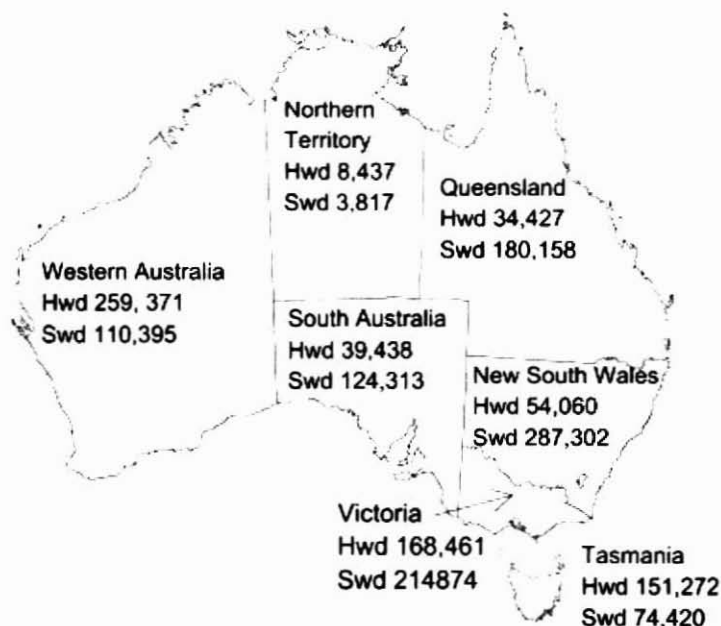 Northern
Territory
Hwd 8,437
Swd 3,817
Queensland
Hwd 34,427
Swd 180,158
Western Australia
Hwd 259, 371
Swd 110,395
South Australia
Hwd 39,438
Swd 124,313
New South Wales
Hwd 54,060
Swd 287,302
Victoria
Hwd 168,461
Swd 214874
Tasmania
Hwd 151,272
Swd 74,420